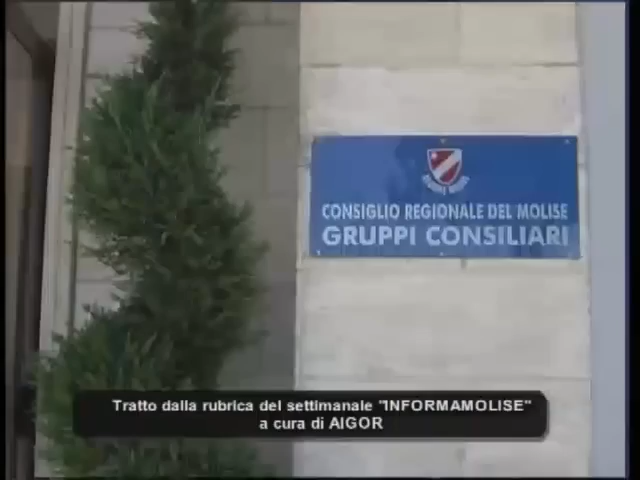 CONSIGLIO REGIONALE DEL MOLISE
GRUPPI CONSILIARI
Tratto dalla rubrica del settimanale "INFORMAMOLISE"
a cura di AIGOR